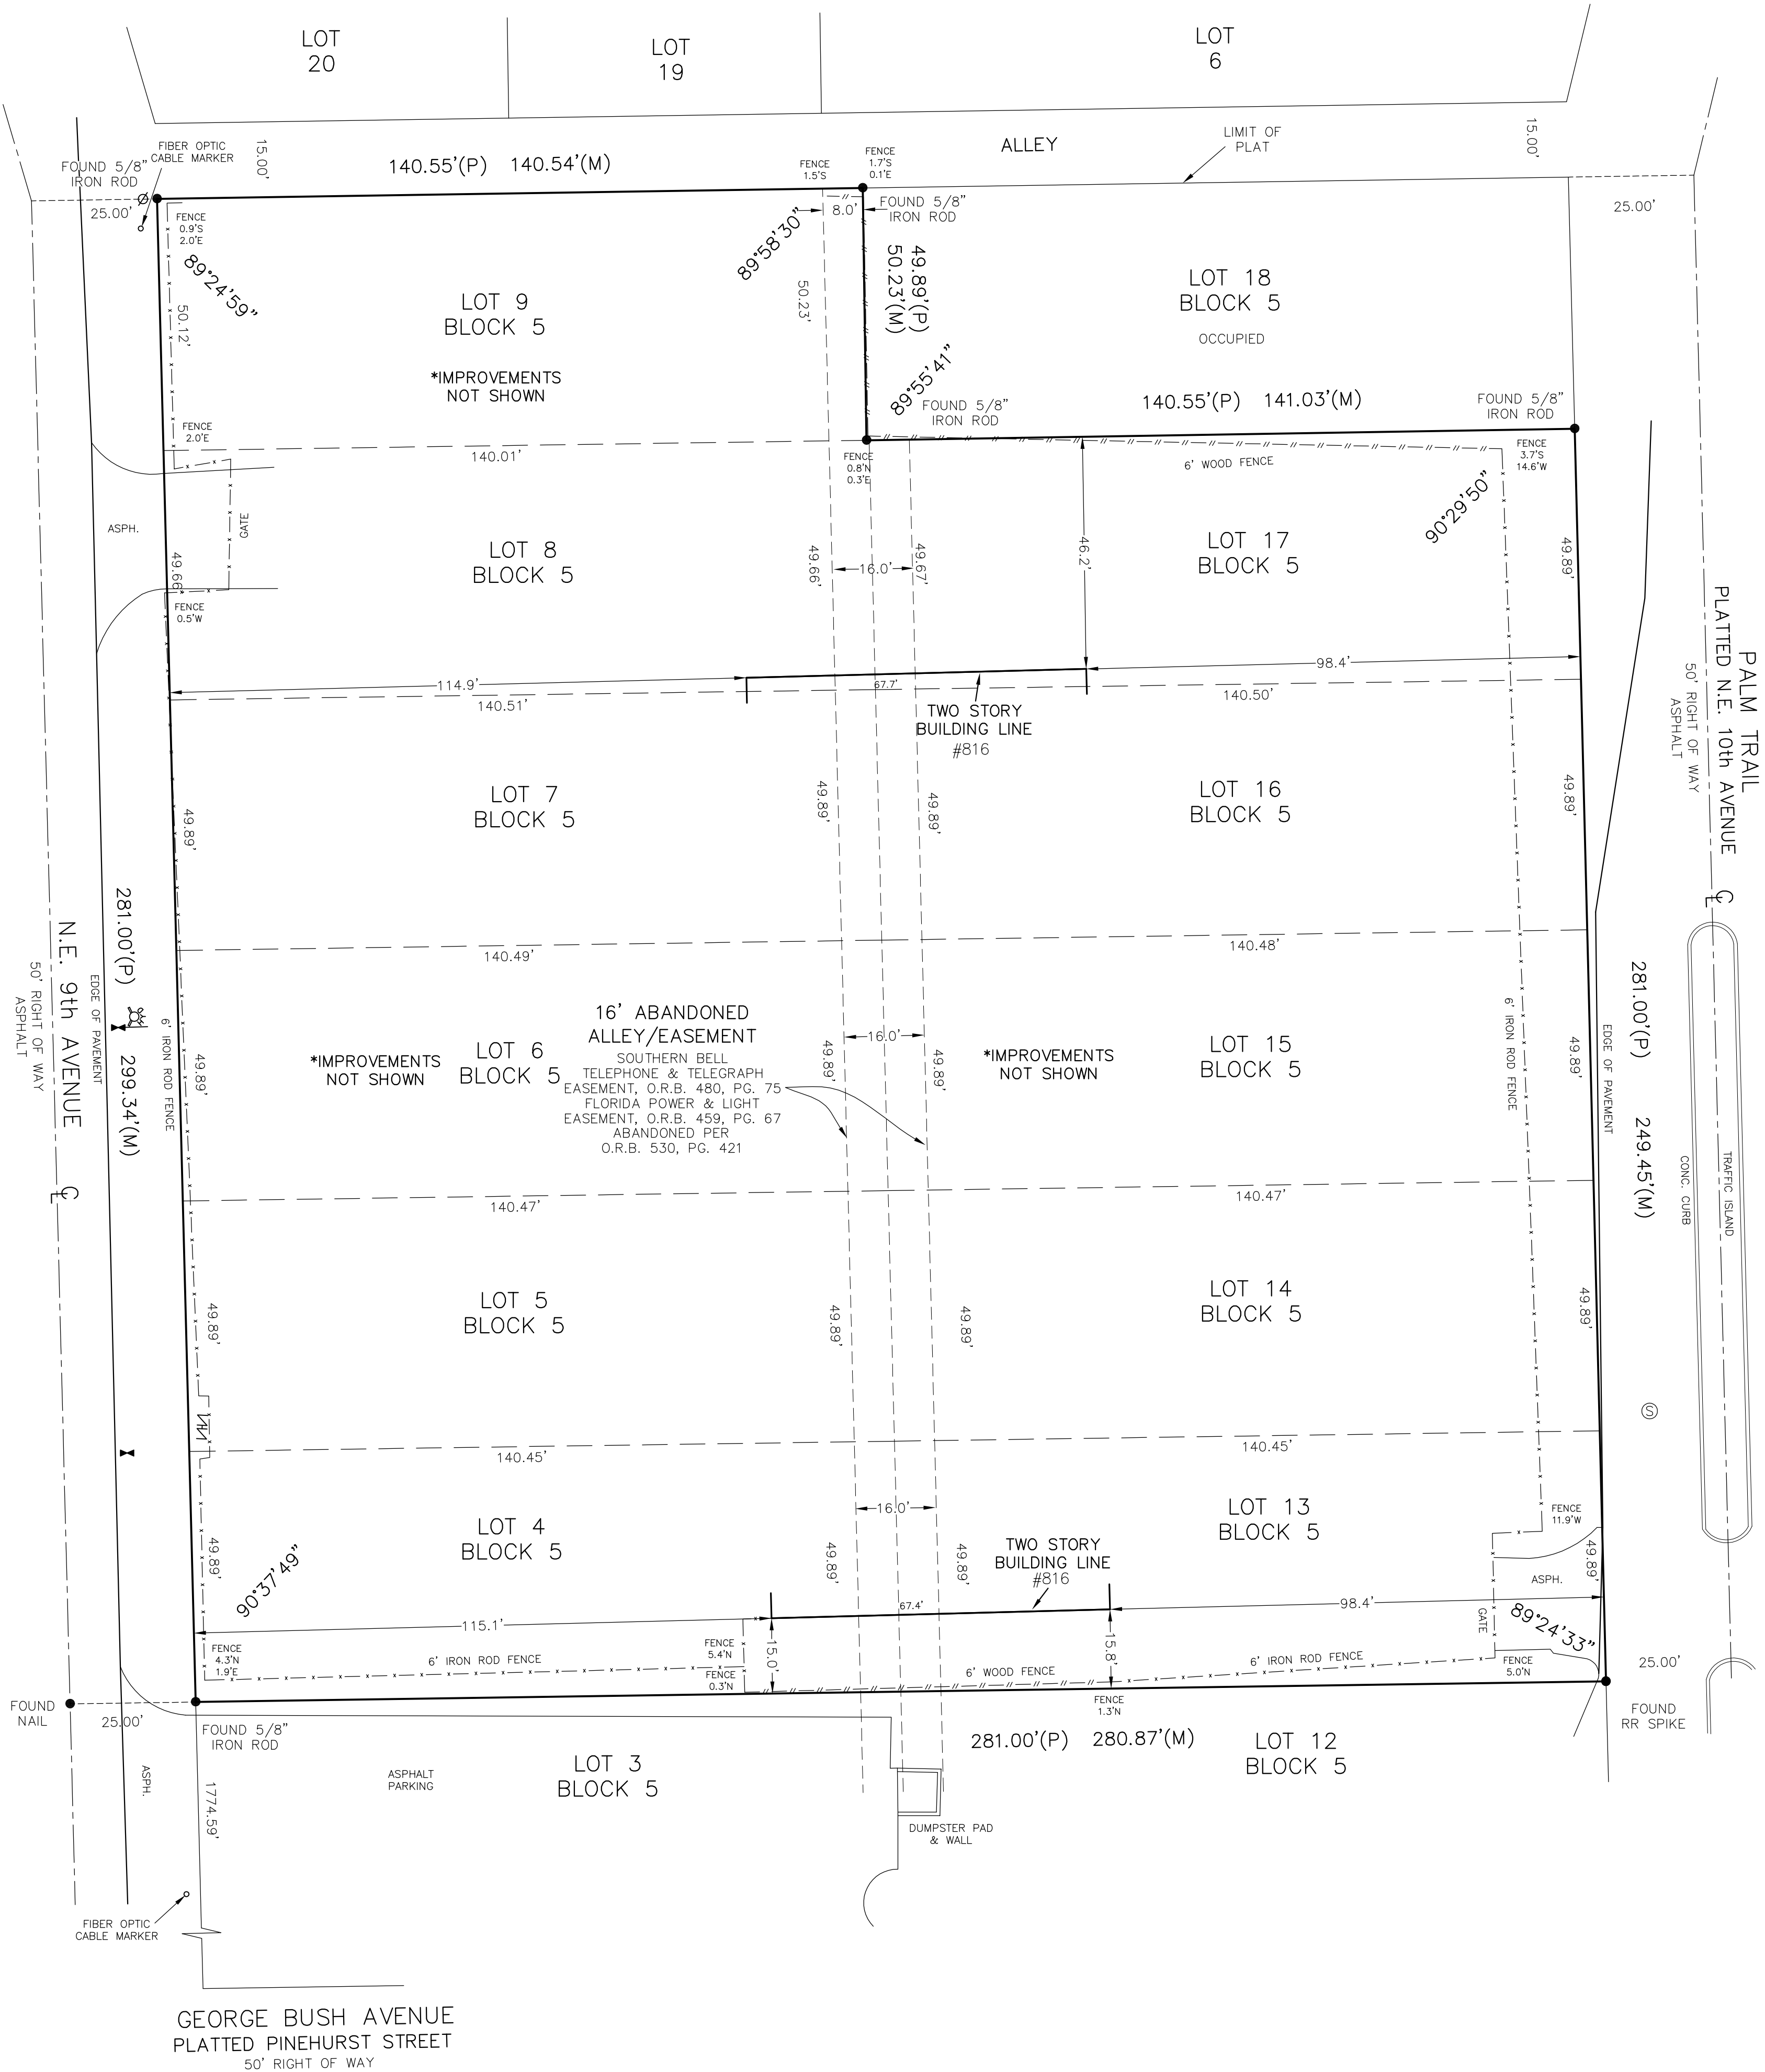 LOT
20
LOT
19
LOT
6
ALLEY
LIMIT OF
PLAT
15.00'
15.00'
FIBER OPTIC
CABLE MARKER
FOUND 5/8"
IRON ROD
25.00'
140.55'(P) 140.54'(M)
FENCE
1.5'S
FENCE
1.7'S
0.1'E
8.0'
FOUND 5/8"
IRON ROD
25.00'
FENCE
0.9'S
2.0'E
89°24'59"
89°58'30"
50.12'
50.23'
49.89'(P)
50.23'(M)
LOT 9
BLOCK 5
*IMPROVEMENTS
NOT SHOWN
LOT 18
BLOCK 5
OCCUPIED
89°55'41"
FOUND 5/8"
IRON ROD
140.55'(P) 141.03'(M)
FOUND 5/8"
IRON ROD
FENCE
2.0'E
140.01'
FENCE
0.8'N
0.3'E
6' WOOD FENCE
FENCE
3.7'S
14.6'W
90°29'50"
ASPH.
GATE
49.66'
LOT 8
BLOCK 5
49.66'
16.0'
49.67'
46.2'
LOT 17
BLOCK 5
49.89'
FENCE
0.5'W
114.9'
67.7'
98.4'
140.51'
140.50'
TWO STORY
BUILDING LINE
#816
PALM TRAIL
PLATTED N.E. 10th AVENUE
50' RIGHT OF WAY
ASPHALT
49.89'
LOT 7
BLOCK 5
49.89'
49.89'
LOT 16
BLOCK 5
49.89'
281.00'(P) 299.34'(M)
N.E. 9th AVENUE
50' RIGHT OF WAY
ASPHALT
EDGE OF PAVEMENT
6' IRON ROD FENCE
140.49'
140.48'
49.89'
*IMPROVEMENTS
NOT SHOWN
LOT 6
BLOCK 5
16' ABANDONED
ALLEY/EASEMENT
SOUTHERN BELL
TELEPHONE & TELEGRAPH
EASEMENT, O.R.B. 480, PG. 75
FLORIDA POWER & LIGHT
EASEMENT, O.R.B. 459, PG. 67
ABANDONED PER
O.R.B. 530, PG. 421
49.89'
16.0'
49.89'
*IMPROVEMENTS
NOT SHOWN
LOT 15
BLOCK 5
6' IRON ROD FENCE
49.89'
EDGE OF PAVEMENT
281.00'(P) 249.45'(M)
CONC. CURB
TRAFFIC ISLAND
140.47'
140.47'
49.89'
LOT 5
BLOCK 5
49.89'
49.89'
LOT 14
BLOCK 5
49.89'
S
140.45'
140.45'
49.89'
LOT 4
BLOCK 5
90°37'49"
49.89'
16.0'
49.89'
TWO STORY
BUILDING LINE
#816
LOT 13
BLOCK 5
FENCE
11.9'W
49.89'
ASPH.
GATE
89°24'33"
115.1'
67.4'
98.4'
FENCE
4.3'N
1.9'E
6' IRON ROD FENCE
FENCE
5.4'N
FENCE
0.3'N
15.0'
6' WOOD FENCE
15.8'
6' IRON ROD FENCE
FENCE
5.0'N
25.00'
FOUND
NAIL
25.00'
FOUND 5/8"
IRON ROD
FENCE
1.3'N
FOUND
RR SPIKE
281.00'(P) 280.87'(M)
LOT 12
BLOCK 5
ASPH.
1774.59'
ASPHALT
PARKING
LOT 3
BLOCK 5
DUMPSTER PAD
& WALL
FIBER OPTIC
CABLE MARKER
GEORGE BUSH AVENUE
PLATTED PINEHURST STREET
50' RIGHT OF WAY